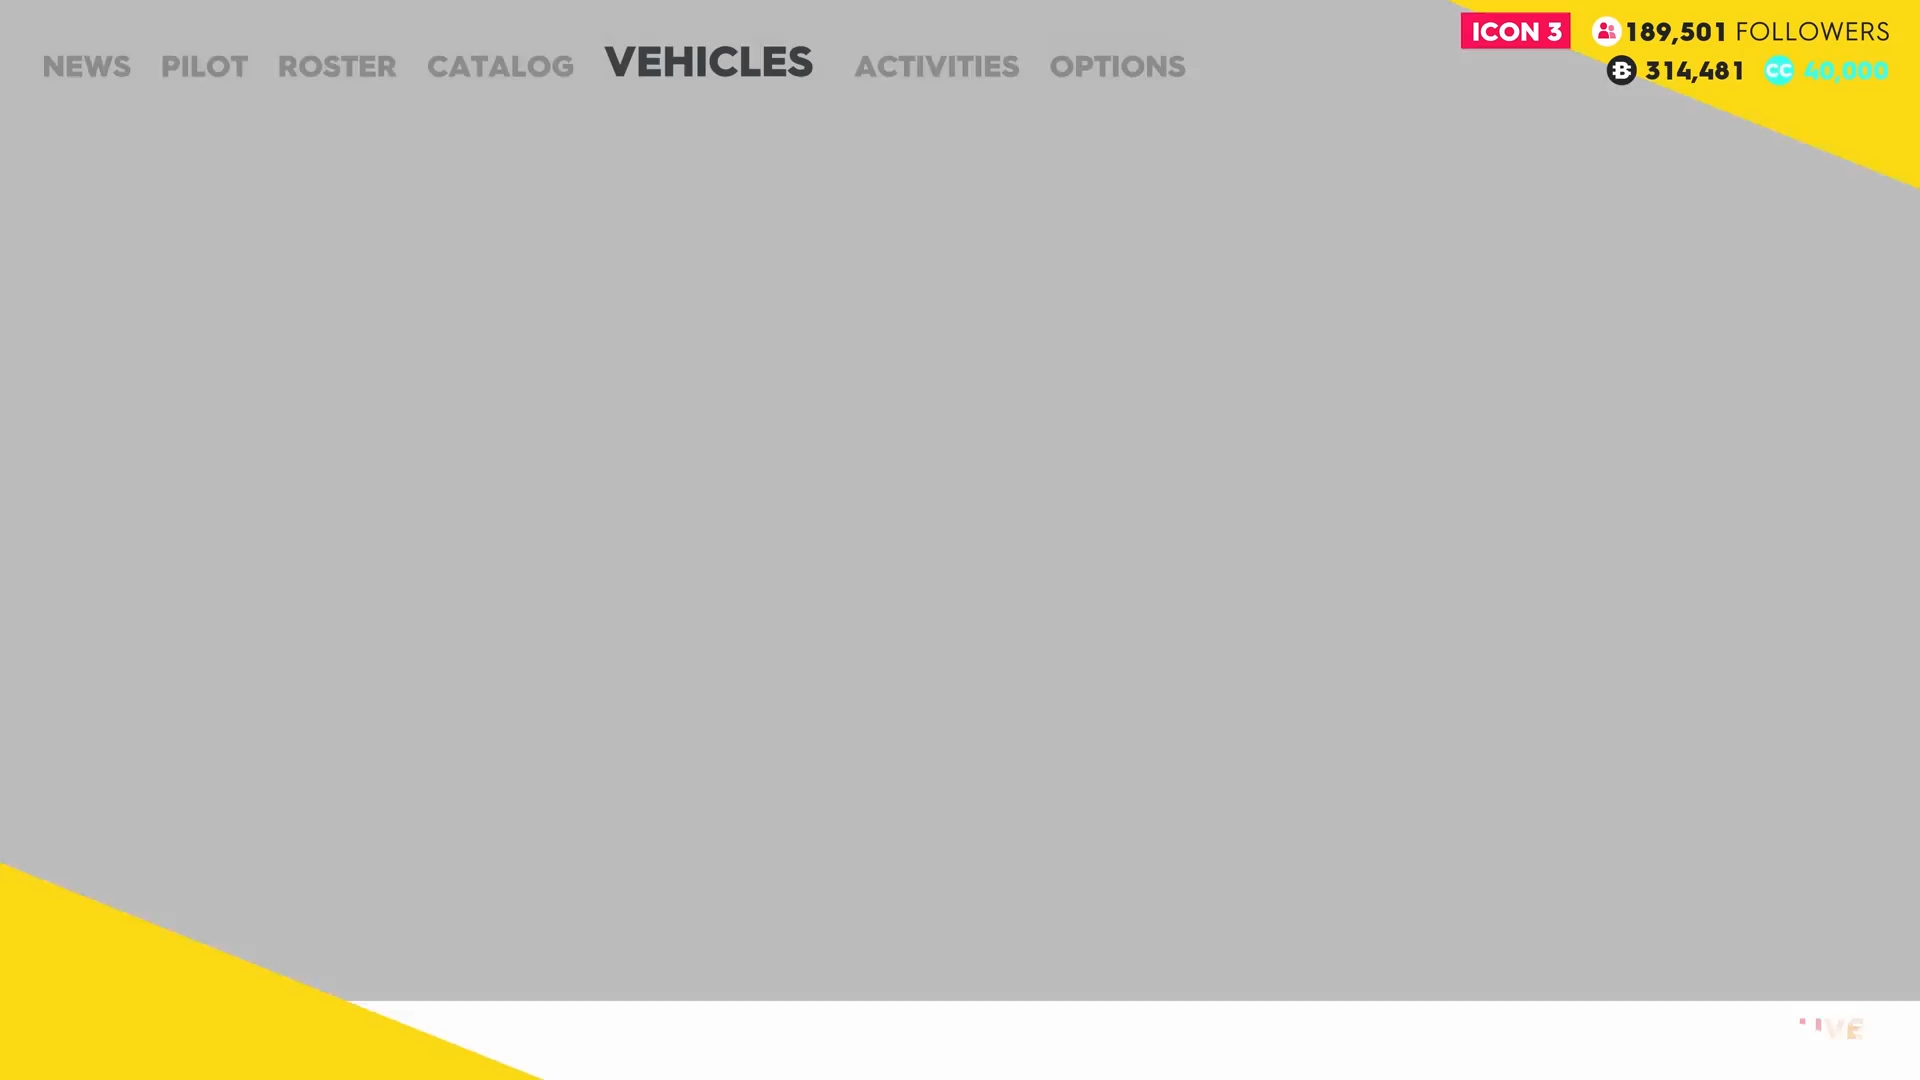 NEWS PILOT ROSTER CATALOG VEHICLES ACTIVITIES OPTIONS
ICON 3 189,501 FOLLOWERS
314,481 CC 40,000